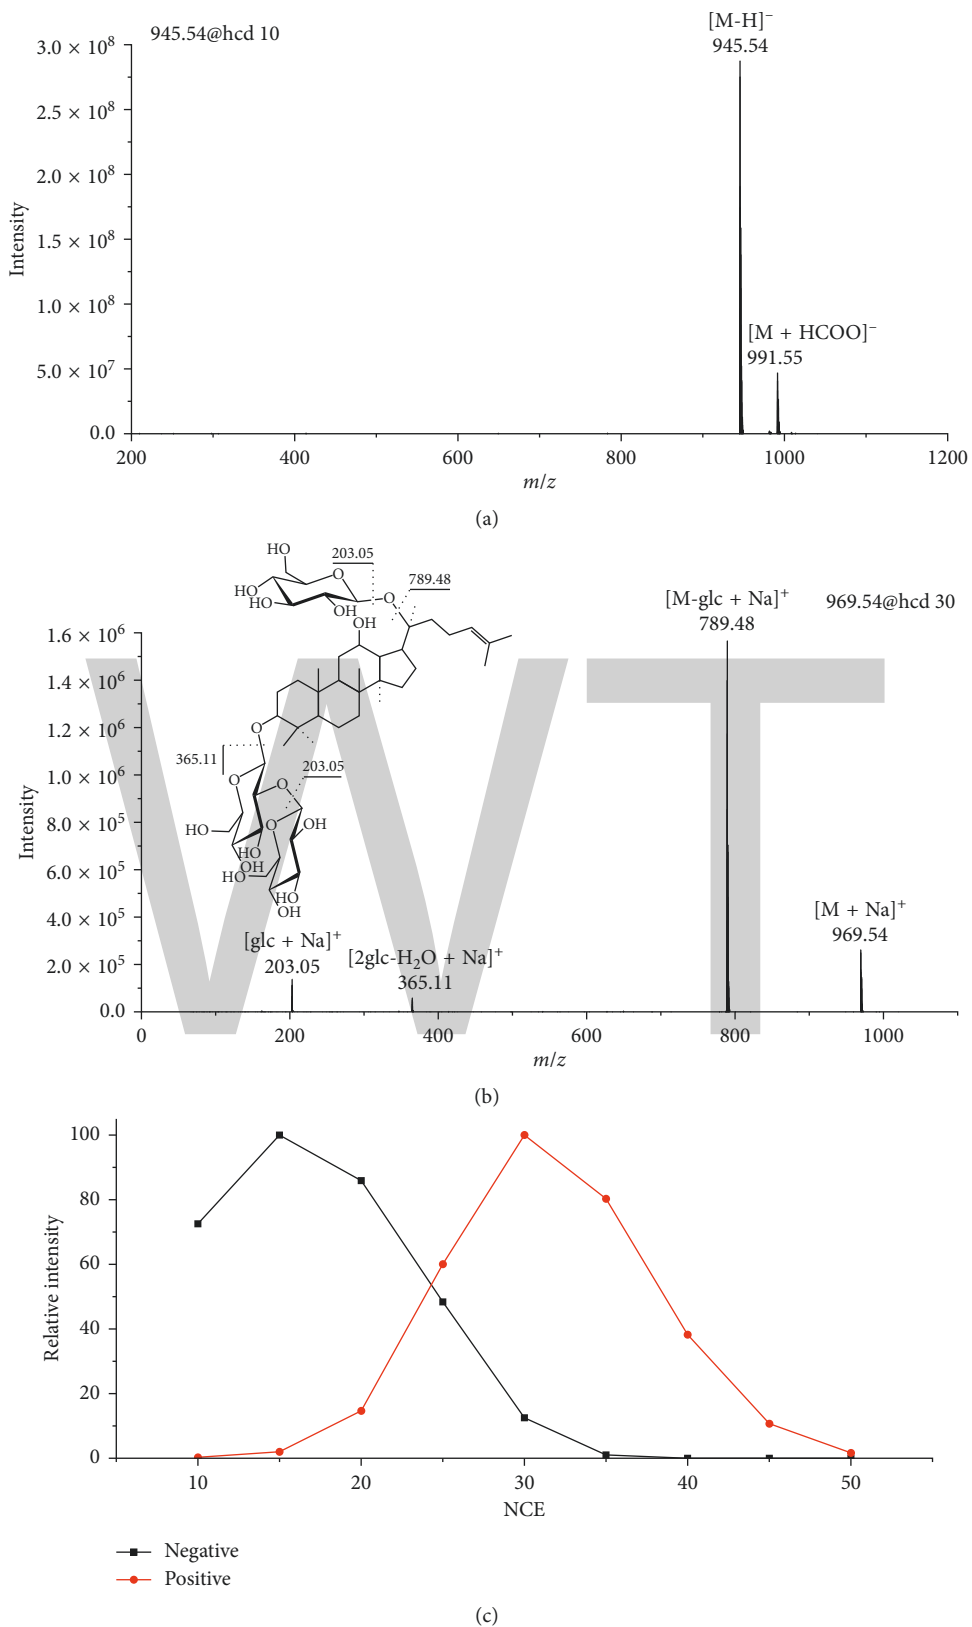 945.54@hcd 10
[M-H]⁻
945.54
[M + HCOO]⁻
991.55
3.0 × 10⁸
2.5 × 10⁸
2.0 × 10⁸
1.5 × 10⁸
1.0 × 10⁸
5.0 × 10⁷
0.0
Intensity
200 400 600 800 1000 1200
m/z
(a)
969.54@hcd 30
[M-glc + Na]⁺
789.48
[M + Na]⁺
969.54
[glc + Na]⁺
203.05
[2glc-H₂O + Na]⁺
365.11
HO
203.05
O
789.48
HO
HO
OH
O
OH
O
365.11
203.05
O
O
HO
O
OH
HO
OH
HO
HO
OH
1.6 × 10⁶
1.4 × 10⁶
1.2 × 10⁶
1.0 × 10⁶
8.0 × 10⁵
6.0 × 10⁵
4.0 × 10⁵
2.0 × 10⁵
0.0
Intensity
0 200 400 600 800 1000
m/z
WT
(b)
100
80
60
40
20
0
Relative intensity
10 20 30 40 50
NCE
Negative
Positive
(c)